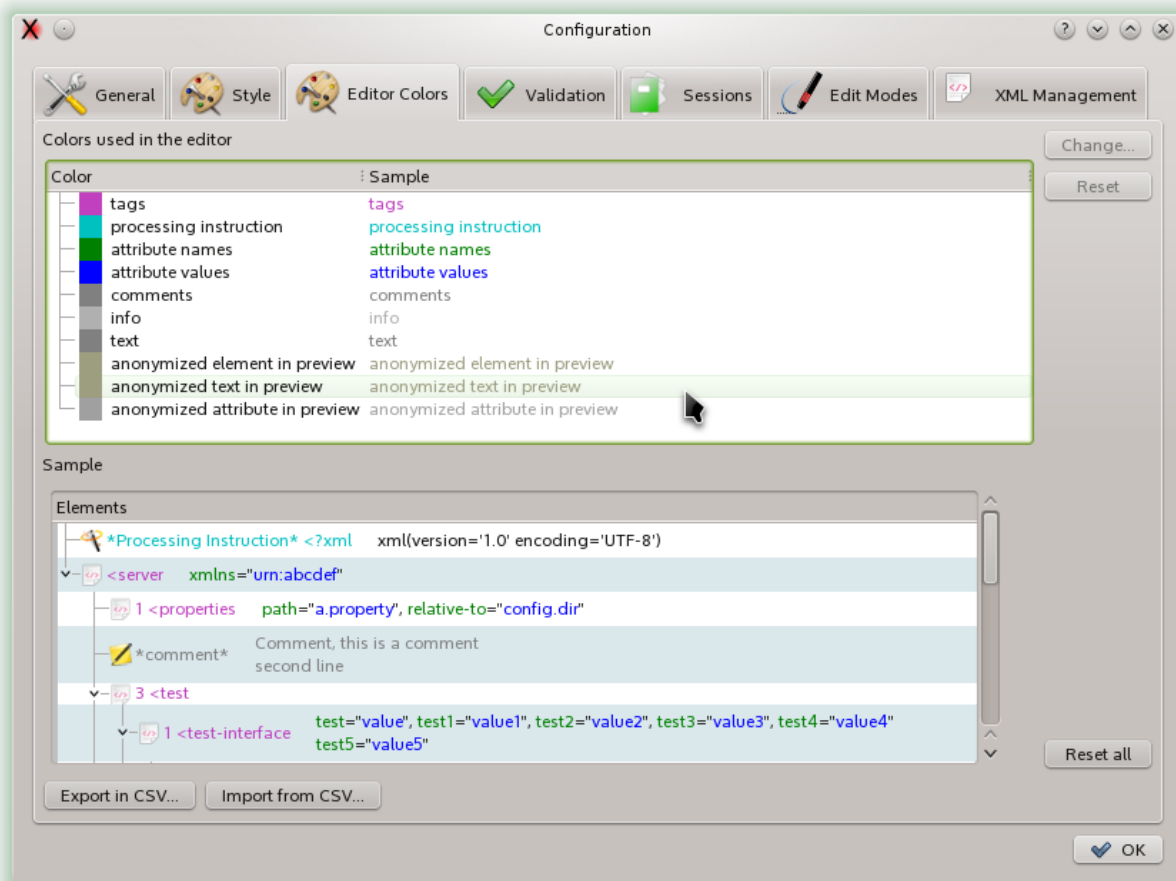 Configuration
General Style Editor Colors Validation Sessions Edit Modes XML Management
Colors used in the editor
Change...
Reset
Color Sample
tags tags
processing instruction processing instruction
attribute names attribute names
attribute values attribute values
comments comments
info info
text text
anonymized element in preview anonymized element in preview
anonymized text in preview anonymized text in preview
anonymized attribute in preview anonymized attribute in preview
Sample
Elements
*Processing Instruction* <?xml xml(version='1.0' encoding='UTF-8')
<server xmlns="urn:abcdef"
1 <properties path="a.property", relative-to="config.dir"
*comment* Comment, this is a comment
second line
3 <test
1 <test-interface test="value", test1="value1", test2="value2", test3="value3", test4="value4"
test5="value5"
Reset all
Export in CSV... Import from CSV...
OK